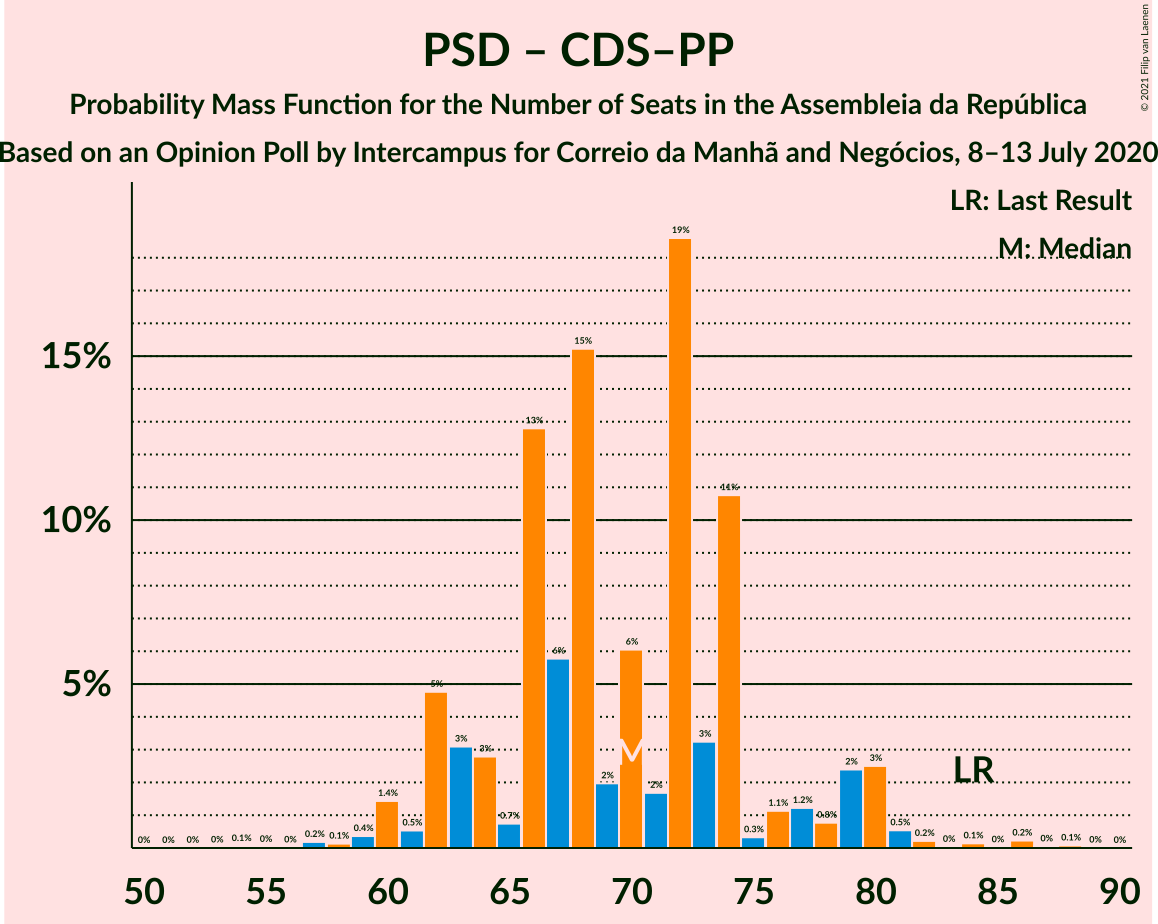 PSD – CDS–PP
Probability Mass Function for the Number of Seats in the Assembleia da República
Based on an Opinion Poll by Intercampus for Correio da Manhã and Negócios, 8–13 July 2020
© 2021 Filip van Laenen
LR: Last Result
M: Median
15%
10%
5%
0% 0% 0% 0% 0.1% 0% 0% 0.2% 0.1% 0.4% 1.4% 0.5% 5% 3% 3% 0.7% 13% 6% 15% 2% 6% 2% 19% 3% 11% 0.3% 1.1% 1.2% 0.8% 2% 3% 0.5% 0.2% 0% 0.1% 0% 0.2% 0% 0.1% 0% 0%
M
LR
50 55 60 65 70 75 80 85 90